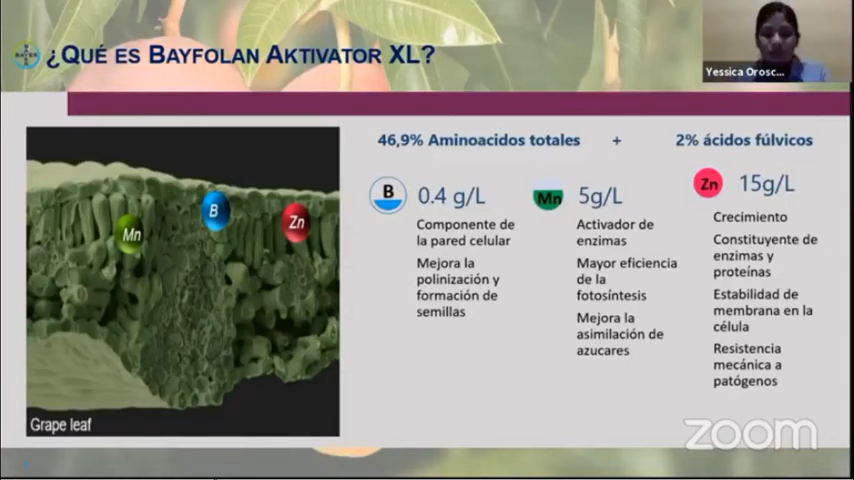 ¿QUÉ ES BAYFOLAN AKTIVATOR XL?
Yessica Orosc...
46,9% Aminoacidos totales + 2% ácidos fúlvicos
B 0.4 g/L
Componente de
la pared celular
Mejora la
polinización y
formación de
semillas
Mn 5g/L
Activador de
enzimas
Mayor eficiencia
de la
fotosíntesis
Mejora la
asimilación de
azucares
Zn 15g/L
Crecimiento
Constituyente de
enzimas y
proteínas
Estabilidad de
membrana en la
célula
Resistencia
mecánica a
patógenos
Mn
B
Zn
Grape leaf
zoom